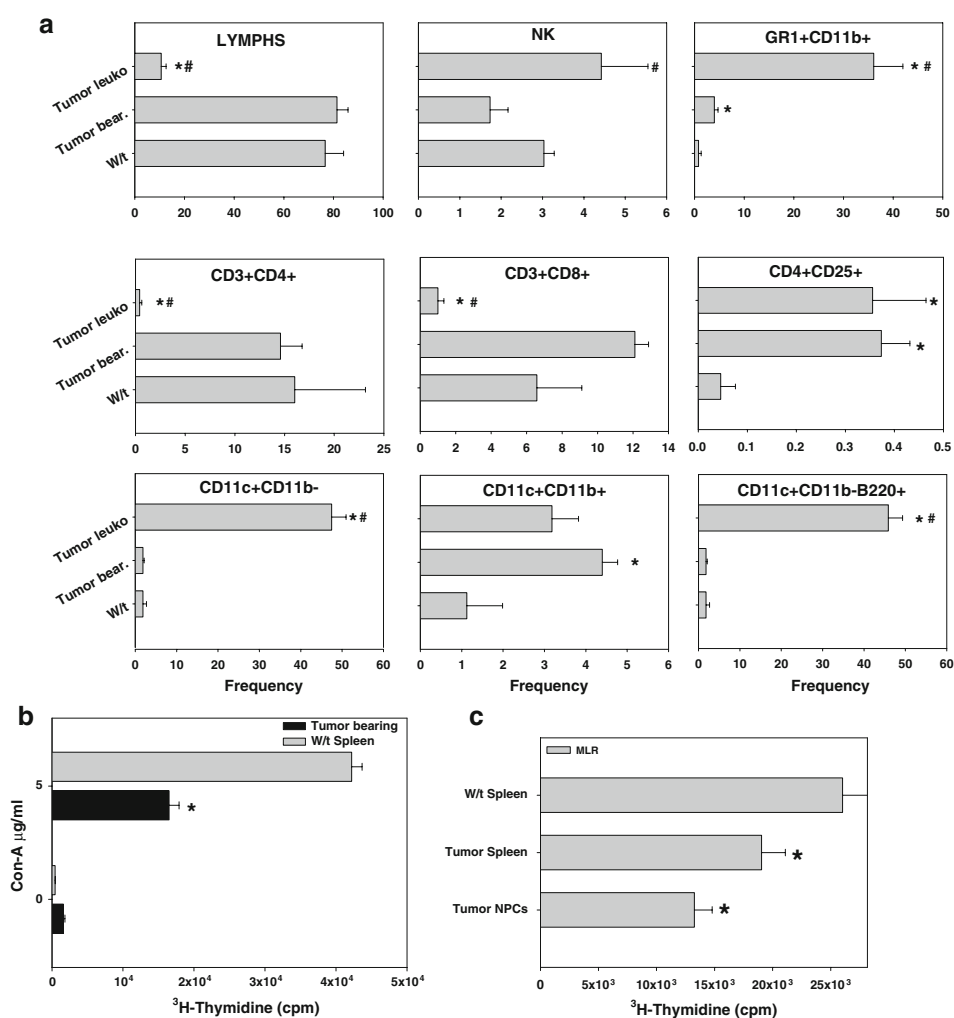 a
LYMPHS
NK
GR1+CD11b+
Tumor leuko
Tumor bear.
W/t
* #
#
* #
*
0 20 40 60 80 100
0 1 2 3 4 5 6
0 10 20 30 40 50
CD3+CD4+
CD3+CD8+
CD4+CD25+
Tumor leuko
Tumor bear.
W/t
* #
* #
*
*
0 5 10 15 20 25
0 2 4 6 8 10 12 14
0.0 0.1 0.2 0.3 0.4 0.5
CD11c+CD11b-
CD11c+CD11b+
CD11c+CD11b-B220+
Tumor leuko
Tumor bear.
W/t
* #
*
* #
0 10 20 30 40 50 60
0 1 2 3 4 5 6
0 10 20 30 40 50 60
Frequency
Frequency
Frequency
b
Tumor bearing
W/t Spleen
Con-A µg/ml
5
0
*
0 10⁴ 2x10⁴ 3x10⁴ 4x10⁴ 5x10⁴
³H-Thymidine (cpm)
c
MLR
W/t Spleen
Tumor Spleen
Tumor NPCs
*
*
0 5x10³ 10x10³ 15x10³ 20x10³ 25x10³
³H-Thymidine (cpm)